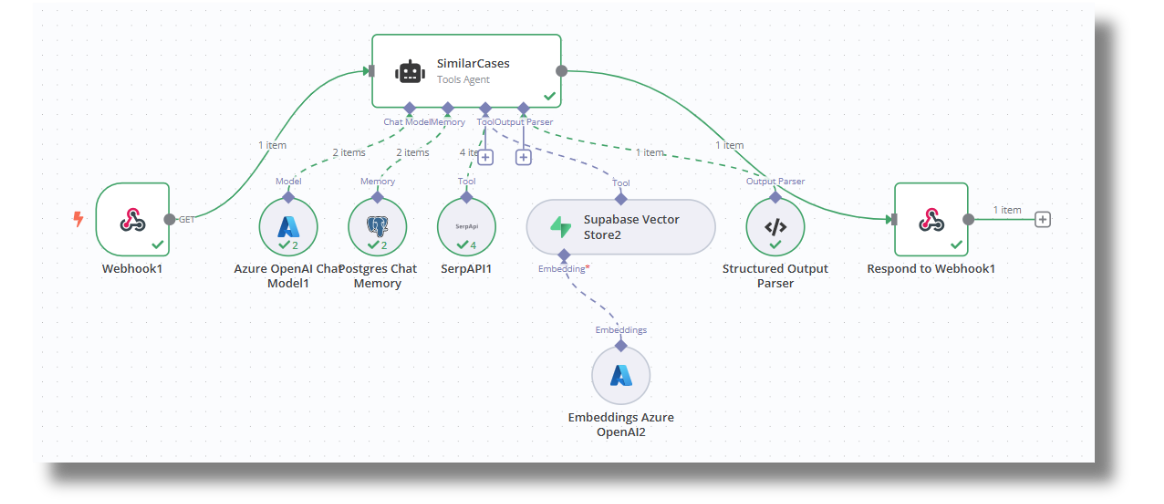 SimilarCases
Tools Agent
Chat Model
Memory
Tool
Output Parser
1 item
2 items
2 items
4 ite
1 item
1 item
Model
Memory
Tool
Tool
Output Parser
GET
SerpApi
Supabase Vector
Store2
1 item
2
2
4
Webhook1
Azure OpenAI Chat
Model1
Postgres Chat
Memory
SerpAPI1
Embedding*
Structured Output
Parser
Respond to Webhook1
Embeddings
Embeddings Azure
OpenAI2